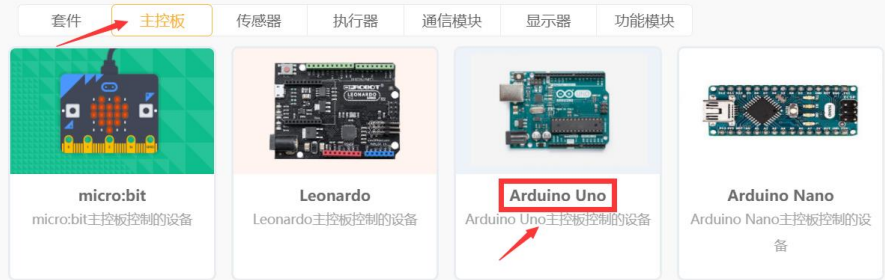 套件
主控板
传感器
执行器
通信模块
显示器
功能模块
micro:bit
micro:bit主控板控制的设备
Leonardo
Leonardo主控板控制的设备
Arduino Uno
Arduino Uno主控板控制的设备
Arduino Nano
Arduino Nano主控板控制的设
备